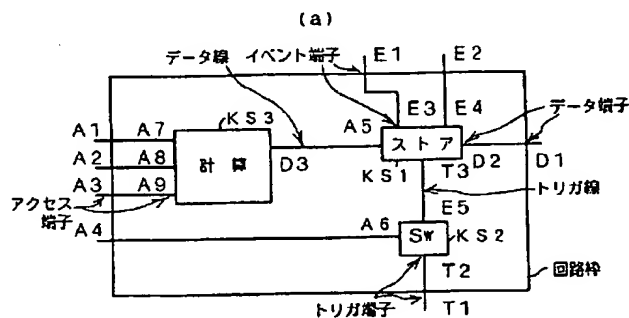 (a)
データ線 イベント端子 E1 E2
KS3 E3 E4 データ端子
A1 A7 A5 ストア
A2 A8 計算 D3 D2 D1
A3 A9 KS1 T3
アクセス端子 トリガ線
E5
A4 A6 SW KS2
T2 回路枠
トリガ端子 T1